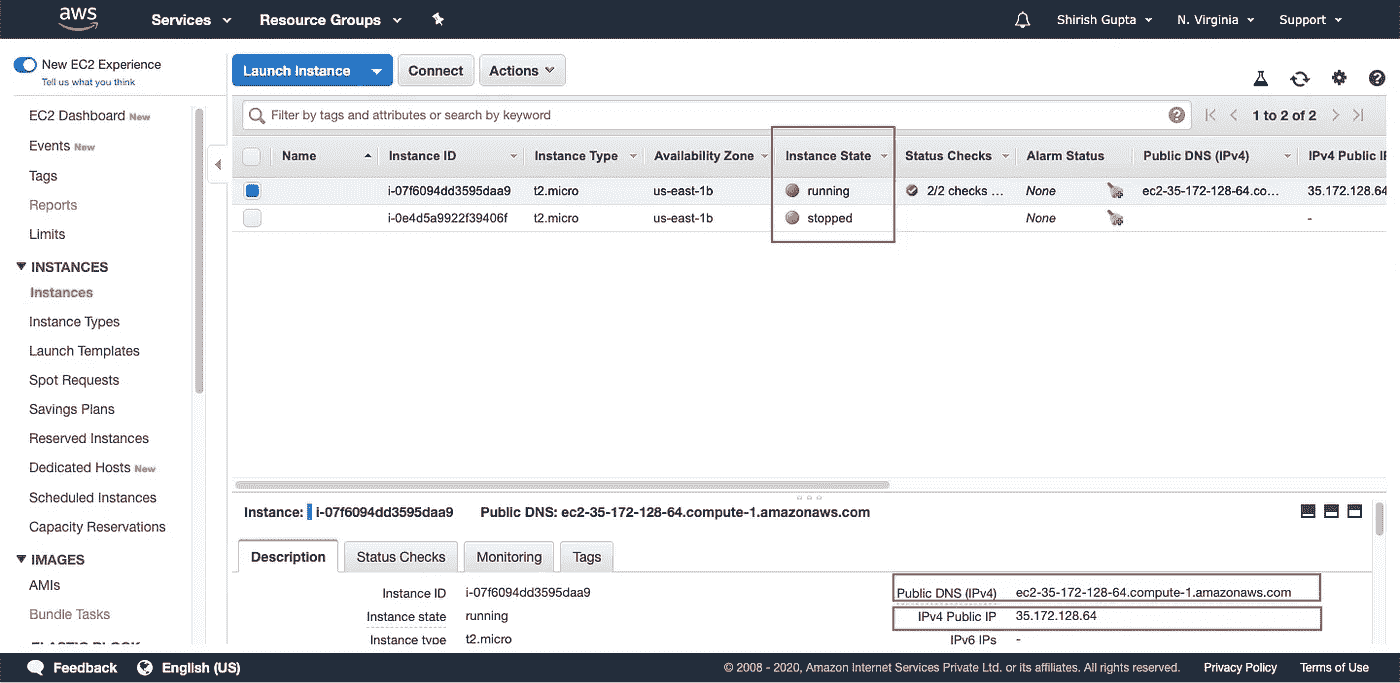 aws Services Resource Groups Shirish Gupta N. Virginia Support
New EC2 Experience
Tell us what you think
Launch Instance Connect Actions
EC2 Dashboard New
Events New
Tags
Reports
Limits
INSTANCES
Instances
Instance Types
Launch Templates
Spot Requests
Savings Plans
Reserved Instances
Dedicated Hosts New
Scheduled Instances
Capacity Reservations
IMAGES
AMIs
Bundle Tasks
ELASTIC BLOCK
Filter by tags and attributes or search by keyword 1 to 2 of 2
Name Instance ID Instance Type Availability Zone Instance State Status Checks Alarm Status Public DNS (IPv4) IPv4 Public IP
i-07f6094dd3595daa9 t2.micro us-east-1b running 2/2 checks ... None ec2-35-172-128-64.co... 35.172.128.64
i-0e4d5a9922f39406f t2.micro us-east-1b stopped None -
Instance: i-07f6094dd3595daa9 Public DNS: ec2-35-172-128-64.compute-1.amazonaws.com
Description Status Checks Monitoring Tags
Instance ID i-07f6094dd3595daa9 Public DNS (IPv4) ec2-35-172-128-64.compute-1.amazonaws.com
Instance state running IPv4 Public IP 35.172.128.64
Instance type t2.micro IPv6 IPs -
Feedback English (US) © 2008 - 2020, Amazon Internet Services Private Ltd. or its affiliates. All rights reserved. Privacy Policy Terms of Use